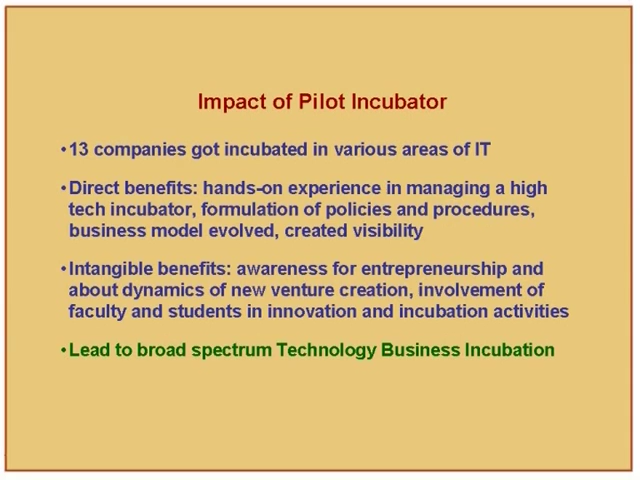 Impact of Pilot Incubator
•13 companies got incubated in various areas of IT
•Direct benefits: hands-on experience in managing a high
tech incubator, formulation of policies and procedures,
business model evolved, created visibility
•Intangible benefits: awareness for entrepreneurship and
about dynamics of new venture creation, involvement of
faculty and students in innovation and incubation activities
•Lead to broad spectrum Technology Business Incubation